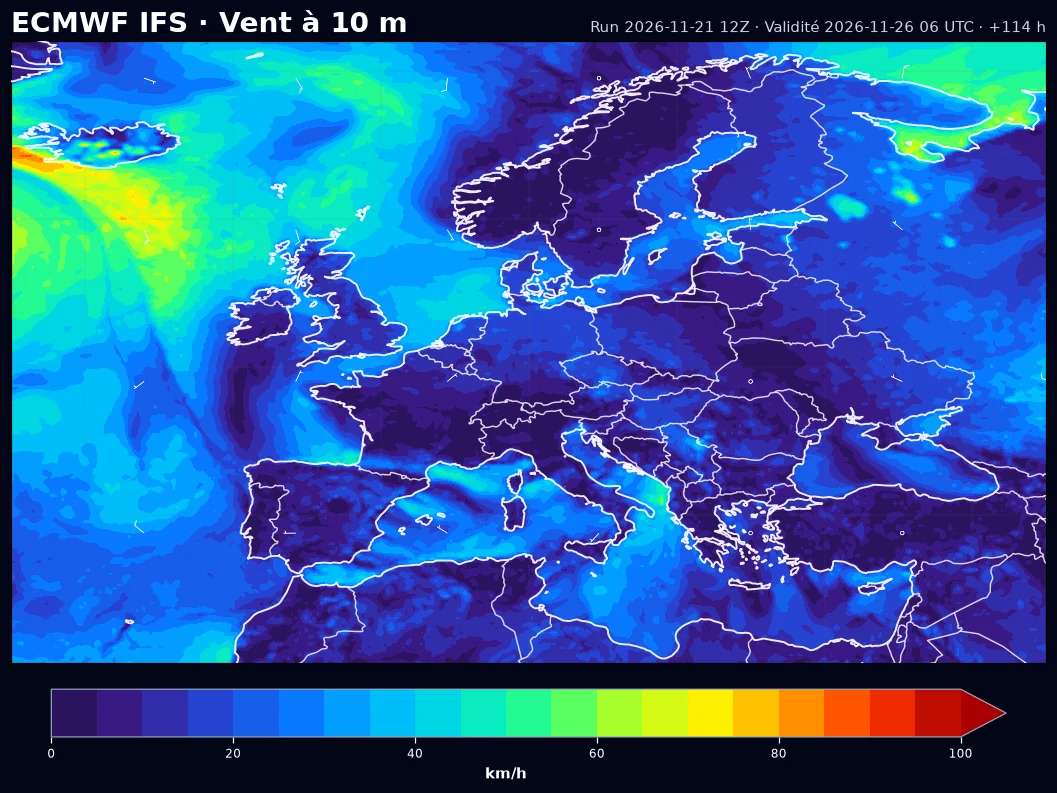 ECMWF IFS · Vent à 10 m
Run 2026-11-21 12Z · Validité 2026-11-26 06 UTC · +114 h
0 20 40 60 80 100
km/h